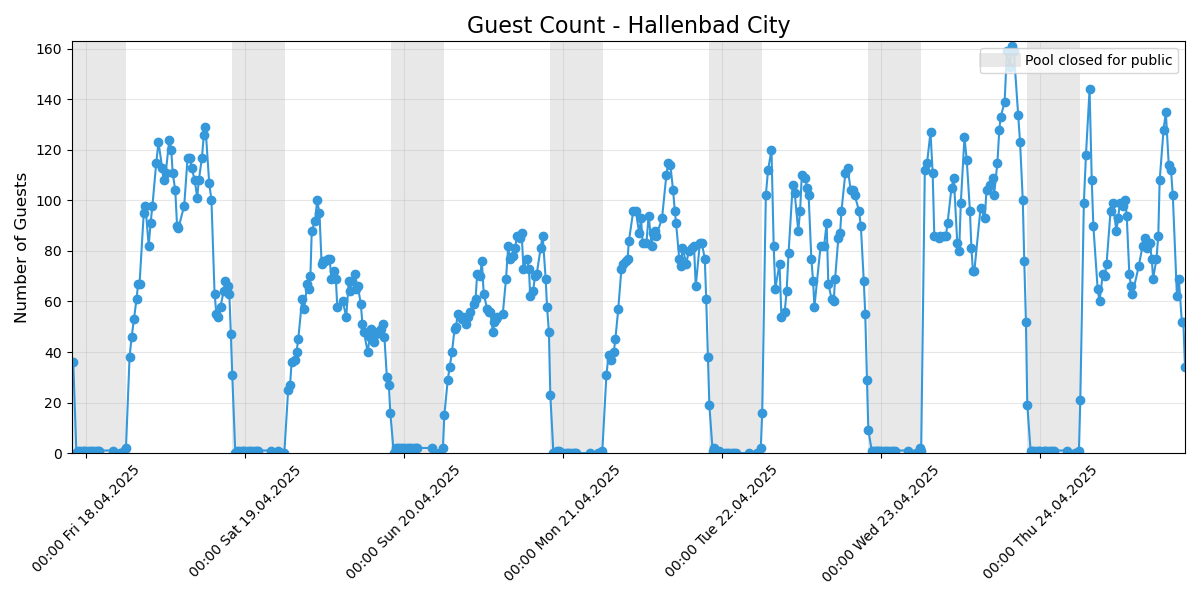 Guest Count - Hallenbad City
Pool closed for public
Number of Guests
160
140
120
100
80
60
40
20
0
00:00 Fri 18.04.2025
00:00 Sat 19.04.2025
00:00 Sun 20.04.2025
00:00 Mon 21.04.2025
00:00 Tue 22.04.2025
00:00 Wed 23.04.2025
00:00 Thu 24.04.2025